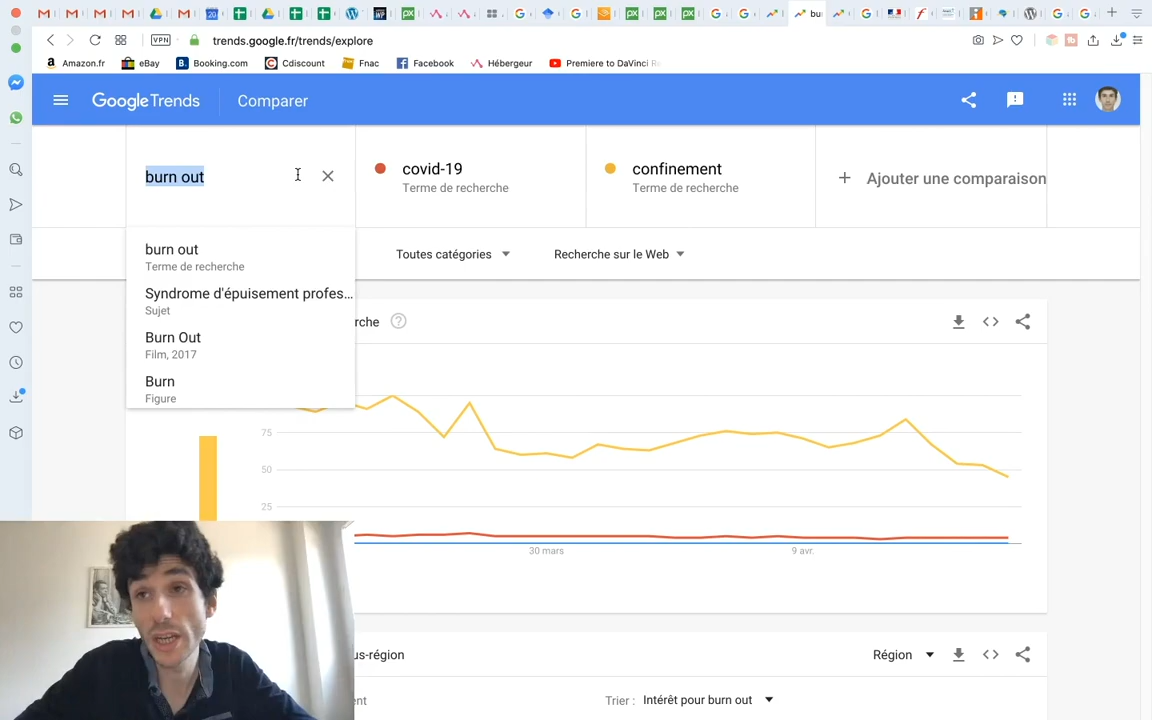 VPN
trends.google.fr/trends/explore
Amazon.fr
eBay
Booking.com
Cdiscount
Fnac
Facebook
Hébergeur
Premiere to DaVinci Re
Google Trends
Comparer
burn out
covid-19
Terme de recherche
confinement
Terme de recherche
+ Ajouter une comparaison
burn out
Terme de recherche
Syndrome d'épuisement profes...
Sujet
Burn Out
Film, 2017
Burn
Figure
Toutes catégories
Recherche sur le Web
rche
75
50
25
30 mars
9 avr.
us-région
Région
nt
Trier :
Intérêt pour burn out